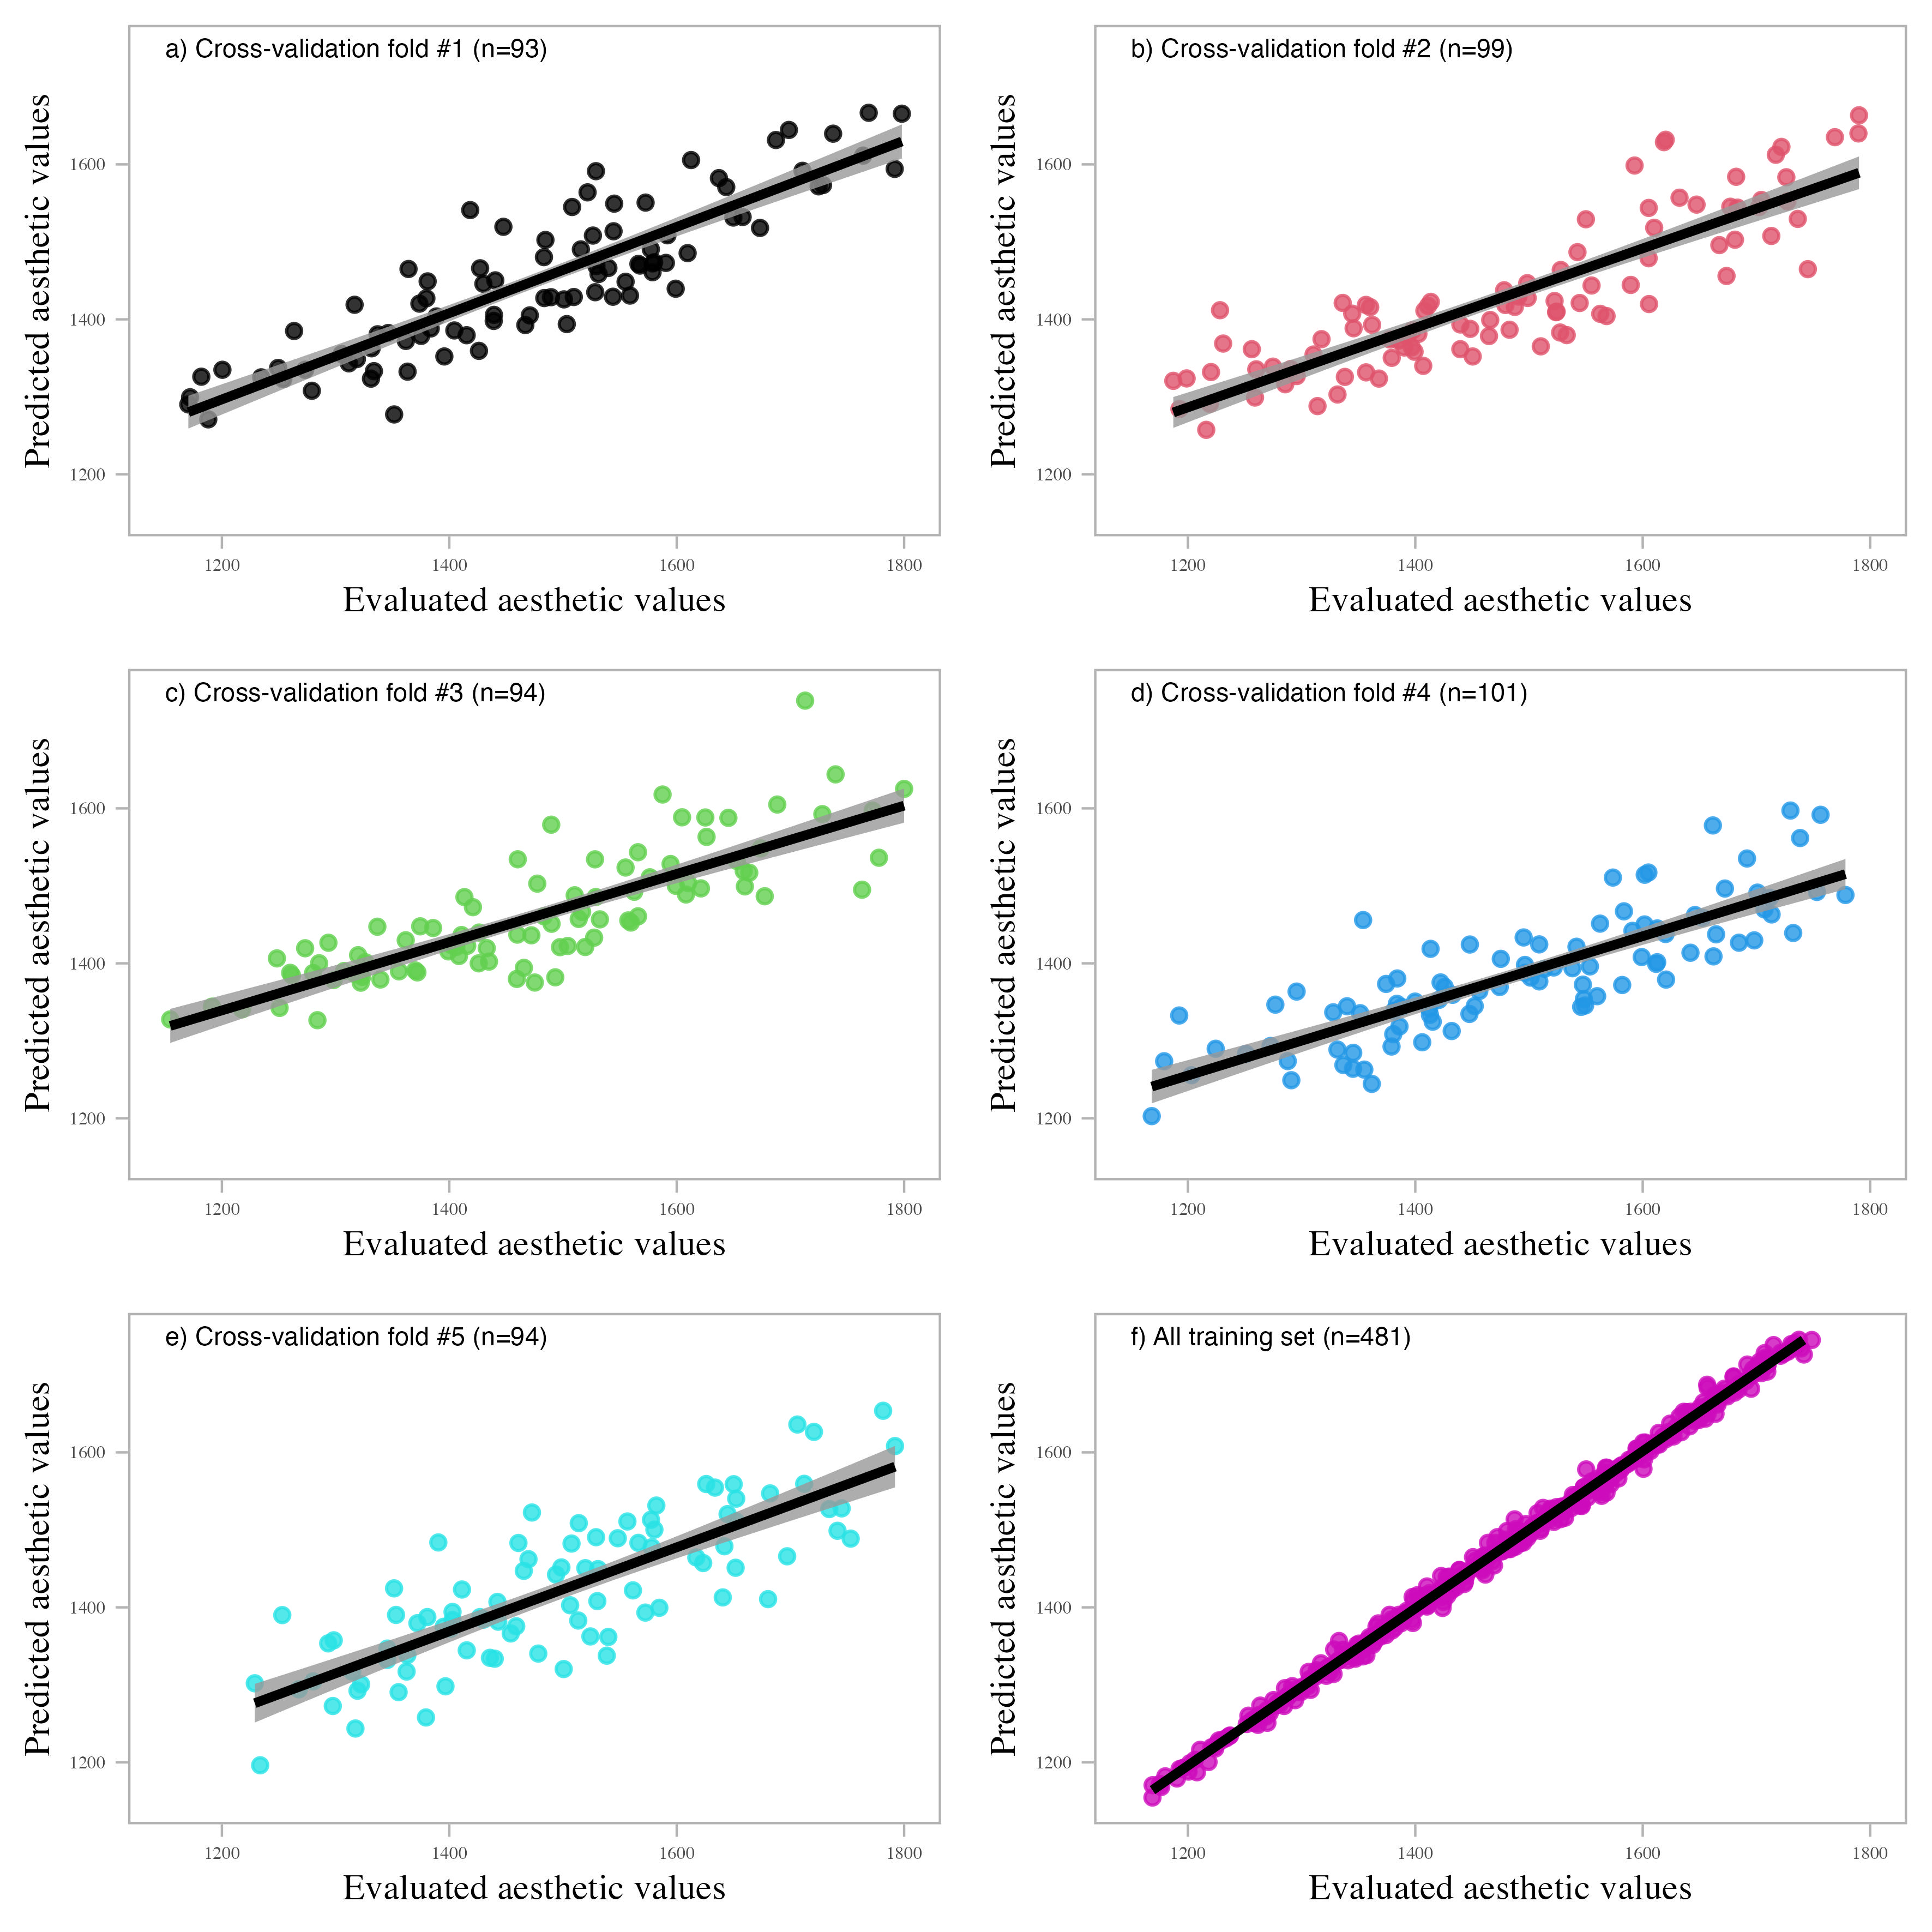 a) Cross-validation fold #1 (n=93)
Predicted aesthetic values
1600
1400
1200
1200 1400 1600 1800
Evaluated aesthetic values
b) Cross-validation fold #2 (n=99)
Predicted aesthetic values
1600
1400
1200
1200 1400 1600 1800
Evaluated aesthetic values
c) Cross-validation fold #3 (n=94)
Predicted aesthetic values
1600
1400
1200
1200 1400 1600 1800
Evaluated aesthetic values
d) Cross-validation fold #4 (n=101)
Predicted aesthetic values
1600
1400
1200
1200 1400 1600 1800
Evaluated aesthetic values
e) Cross-validation fold #5 (n=94)
Predicted aesthetic values
1600
1400
1200
1200 1400 1600 1800
Evaluated aesthetic values
f) All training set (n=481)
Predicted aesthetic values
1600
1400
1200
1200 1400 1600 1800
Evaluated aesthetic values